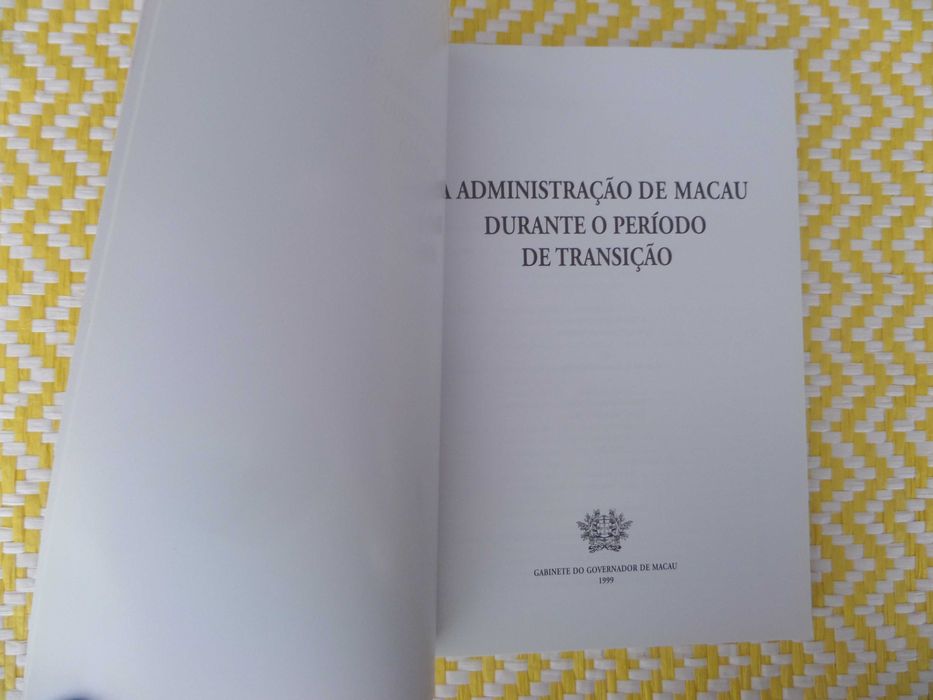 A ADMINISTRAÇÃO DE MACAU
DURANTE O PERÍODO
DE TRANSIÇÃO
GABINETE DO GOVERNADOR DE MACAU
1999